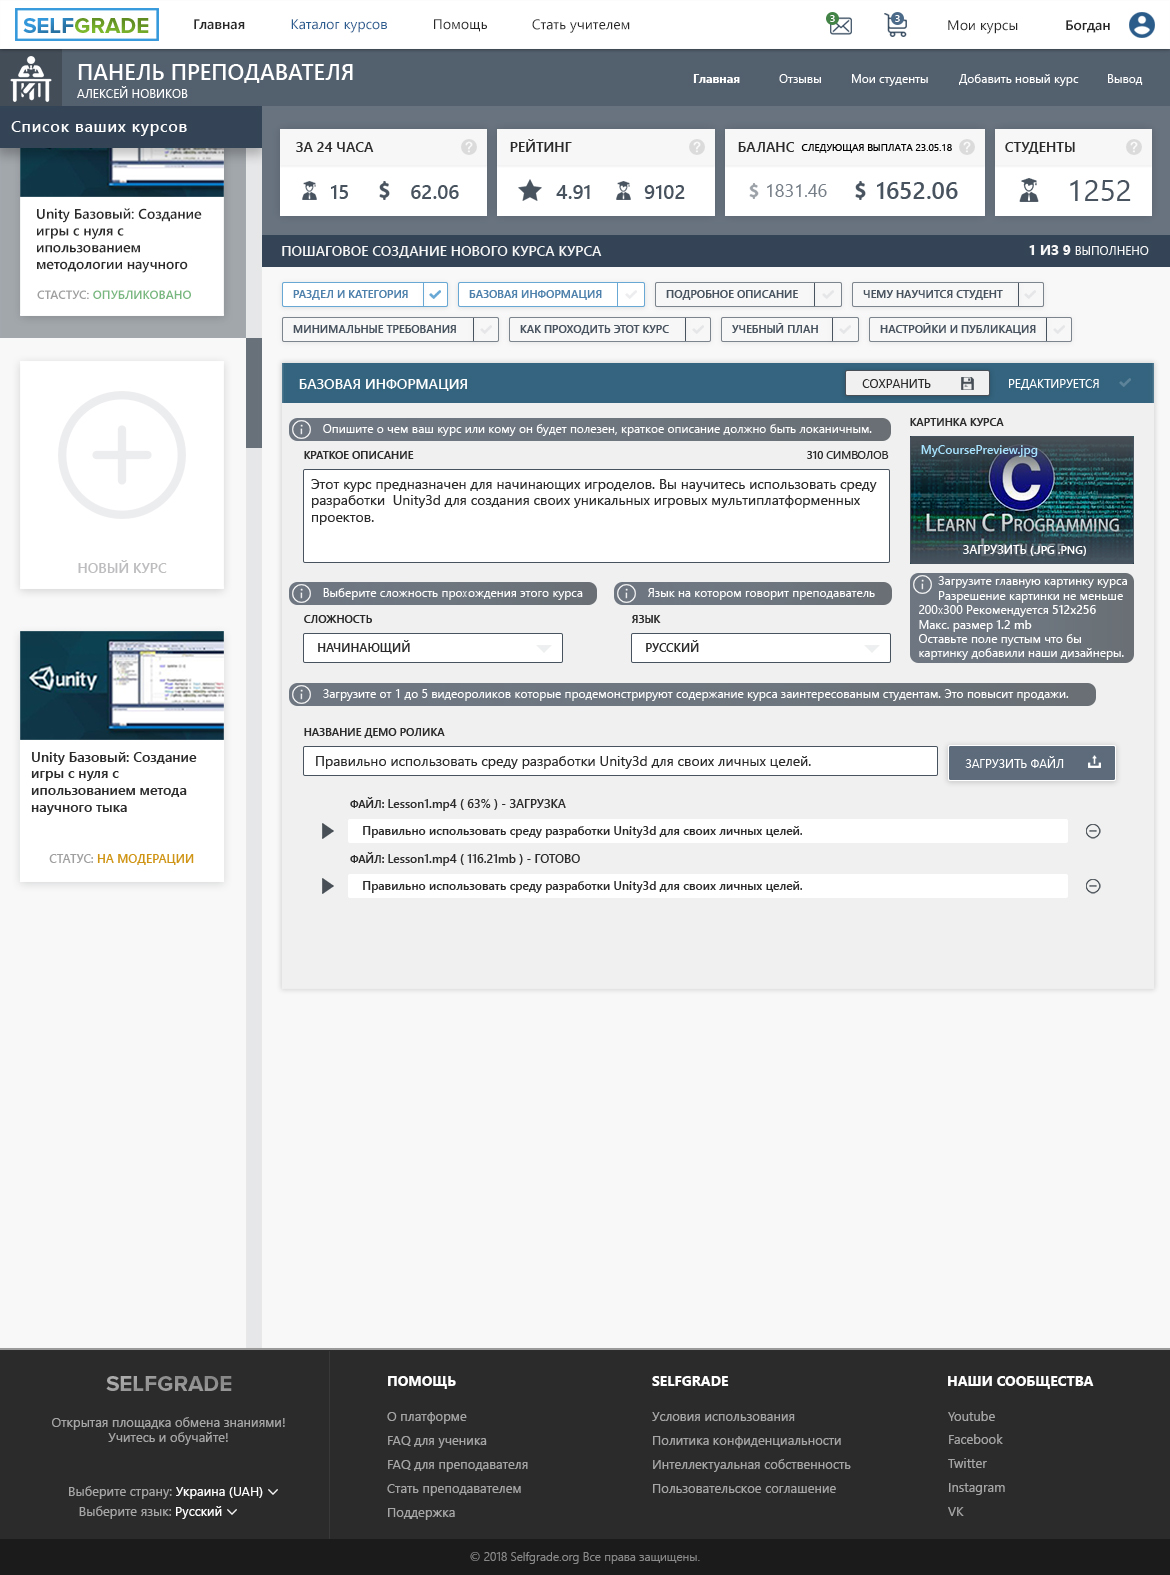 SELFGRADE
Главная
Каталог курсов
Помощь
Стать учителем
3
3
Мои курсы
Богдан
ПАНЕЛЬ ПРЕПОДАВАТЕЛЯ
АЛЕКСЕЙ НОВИКОВ
Главная
Отзывы
Мои студенты
Добавить новый курс
Вывод
Список ваших курсов
Unity Базовый: Создание
игры с нуля с
ипользованием
методологии научного
СТАСТУС: ОПУБЛИКОВАНО
НОВЫЙ КУРС
unity
Unity Базовый: Создание
игры с нуля с
ипользованием метода
научного тыка
СТАТУС: НА МОДЕРАЦИИ
ЗА 24 ЧАСА
?
15
$
62.06
РЕЙТИНГ
?
4.91
9102
БАЛАНС СЛЕДУЮЩАЯ ВЫПЛАТА 23.05.18
?
$ 1831.46
$ 1652.06
СТУДЕНТЫ
?
1252
ПОШАГОВОЕ СОЗДАНИЕ НОВОГО КУРСА КУРСА
1 ИЗ 9 ВЫПОЛНЕНО
РАЗДЕЛ И КАТЕГОРИЯ
БАЗОВАЯ ИНФОРМАЦИЯ
ПОДРОБНОЕ ОПИСАНИЕ
ЧЕМУ НАУЧИТСЯ СТУДЕНТ
МИНИМАЛЬНЫЕ ТРЕБОВАНИЯ
КАК ПРОХОДИТЬ ЭТОТ КУРС
УЧЕБНЫЙ ПЛАН
НАСТРОЙКИ И ПУБЛИКАЦИЯ
БАЗОВАЯ ИНФОРМАЦИЯ
СОХРАНИТЬ
РЕДАКТИРУЕТСЯ
Опишите о чем ваш курс или кому он будет полезен, краткое описание должно быть локаничным.
КРАТКОЕ ОПИСАНИЕ
310 СИМВОЛОВ
Этот курс предназначен для начинающих игроделов. Вы научитесь использовать среду
разработки Unity3d для создания своих уникальных игровых мультиплатформенных
проектов.
КАРТИНКА КУРСА
MyCoursePreview.jpg
C
LEARN C PROGRAMMING
ЗАГРУЗИТЬ (JPG .PNG)
Загрузите главную картинку курса
Разрешение картинки не меньше
200x300 Рекомендуется 512x256
Макс. размер 1.2 mb
Оставьте поле пустым что бы
картинку добавили наши дизайнеры.
Выберите сложность прохождения этого курса
СЛОЖНОСТЬ
НАЧИНАЮЩИЙ
Язык на котором говорит преподаватель
ЯЗЫК
РУССКИЙ
Загрузите от 1 до 5 видеороликов которые продемонстрируют содержание курса заинтересованым студентам. Это повысит продажи.
НАЗВАНИЕ ДЕМО РОЛИКА
Правильно использовать среду разработки Unity3d для своих личных целей.
ЗАГРУЗИТЬ ФАЙЛ
ФАЙЛ: Lesson1.mp4 ( 63% ) - ЗАГРУЗКА
Правильно использовать среду разработки Unity3d для своих личных целей.
ФАЙЛ: Lesson1.mp4 ( 116.21mb ) - ГОТОВО
Правильно использовать среду разработки Unity3d для своих личных целей.
SELFGRADE
Открытая площадка обмена знаниями!
Учитесь и обучайте!
Выберите страну: Украина (UAH)
Выберите язык: Русский
ПОМОЩЬ
О платформе
FAQ для ученика
FAQ для преподавателя
Стать преподавателем
Поддержка
SELFGRADE
Условия использования
Политика конфиденциальности
Интеллектуальная собственность
Пользовательское соглашение
НАШИ СООБЩЕСТВА
Youtube
Facebook
Twitter
Instagram
VK
© 2018 Selfgrade.org Все права защищены.